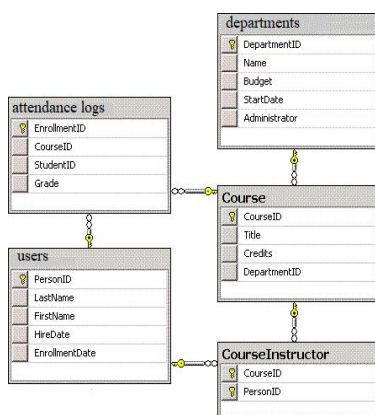 departments
DepartmentID
Name
Budget
StartDate
Administrator
attendance logs
EnrollmentID
CourseID
StudentID
Grade
Course
CourseID
Title
Credits
DepartmentID
users
PersonID
LastName
FirstName
HireDate
EnrollmentDate
CourseInstructor
CourseID
PersonID